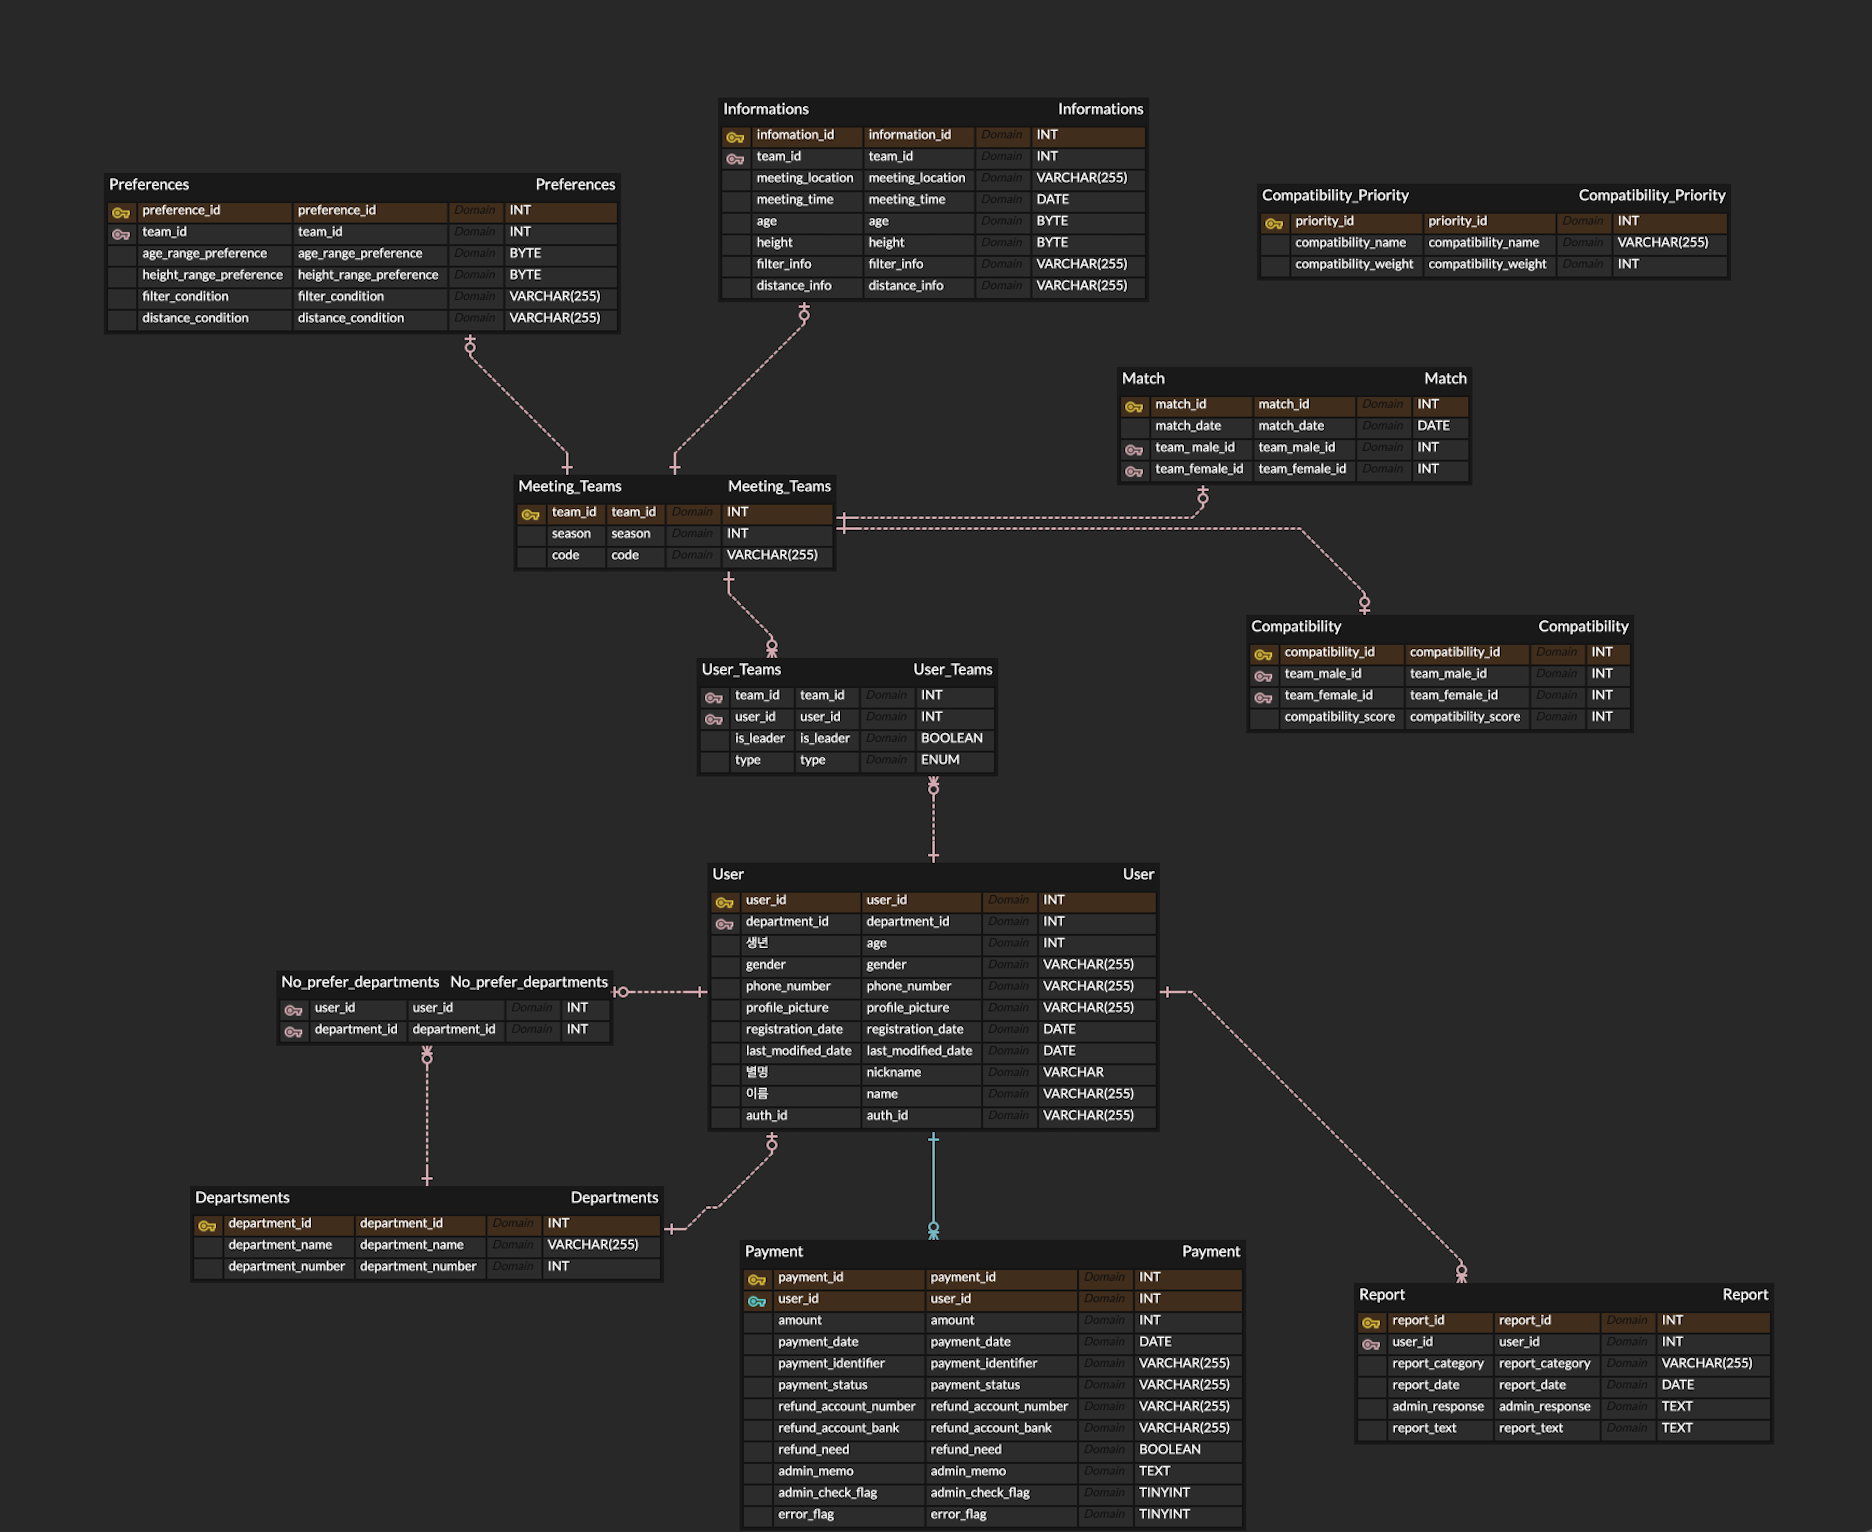 Informations Informations
infomation_id information_id Domain INT
team_id team_id Domain INT
meeting_location meeting_location Domain VARCHAR(255)
meeting_time meeting_time Domain DATE
age age Domain BYTE
height height Domain BYTE
filter_info filter_info Domain VARCHAR(255)
distance_info distance_info Domain VARCHAR(255)
Preferences Preferences
preference_id preference_id Domain INT
team_id team_id Domain INT
age_range_preference age_range_preference Domain BYTE
height_range_preference height_range_preference Domain BYTE
filter_condition filter_condition Domain VARCHAR(255)
distance_condition distance_condition Domain VARCHAR(255)
Compatibility_Priority Compatibility_Priority
priority_id priority_id Domain INT
compatibility_name compatibility_name Domain VARCHAR(255)
compatibility_weight compatibility_weight Domain INT
Match Match
match_id match_id Domain INT
match_date match_date Domain DATE
team_male_id team_male_id Domain INT
team_female_id team_female_id Domain INT
Meeting_Teams Meeting_Teams
team_id team_id Domain INT
season season Domain INT
code code Domain VARCHAR(255)
Compatibility Compatibility
compatibility_id compatibility_id Domain INT
team_male_id team_male_id Domain INT
team_female_id team_female_id Domain INT
compatibility_score compatibility_score Domain INT
User_Teams User_Teams
team_id team_id Domain INT
user_id user_id Domain INT
is_leader is_leader Domain BOOLEAN
type type Domain ENUM
User User
user_id user_id Domain INT
department_id department_id Domain INT
생년 age Domain INT
gender gender Domain VARCHAR(255)
phone_number phone_number Domain VARCHAR(255)
profile_picture profile_picture Domain VARCHAR(255)
registration_date registration_date Domain DATE
last_modified_date last_modified_date Domain DATE
별명 nickname Domain VARCHAR
이름 name Domain VARCHAR(255)
auth_id auth_id Domain VARCHAR(255)
No_prefer_departments No_prefer_departments
user_id user_id Domain INT
department_id department_id Domain INT
Departsments Departments
department_id department_id Domain INT
department_name department_name Domain VARCHAR(255)
department_number department_number Domain INT
Payment Payment
payment_id payment_id Domain INT
user_id user_id Domain INT
amount amount Domain INT
payment_date payment_date Domain DATE
payment_identifier payment_identifier Domain VARCHAR(255)
payment_status payment_status Domain VARCHAR(255)
refund_account_number refund_account_number Domain VARCHAR(255)
refund_account_bank refund_account_bank Domain VARCHAR(255)
refund_need refund_need Domain BOOLEAN
admin_memo admin_memo Domain TEXT
admin_check_flag admin_check_flag Domain TINYINT
error_flag error_flag Domain TINYINT
Report Report
report_id report_id Domain INT
user_id user_id Domain INT
report_category report_category Domain VARCHAR(255)
report_date report_date Domain DATE
admin_response admin_response Domain TEXT
report_text report_text Domain TEXT